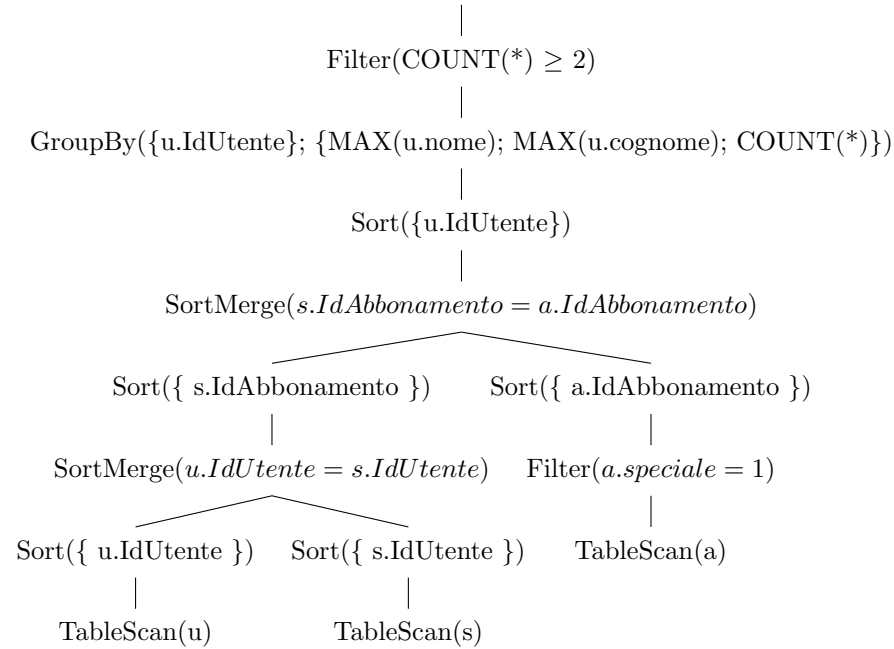 Filter(COUNT(*) ≥ 2)
GroupBy({u.IdUtente}; {MAX(u.nome); MAX(u.cognome); COUNT(*)})
Sort({u.IdUtente})
SortMerge(s.IdAbbonamento = a.IdAbbonamento)
Sort({ s.IdAbbonamento }) Sort({ a.IdAbbonamento })
SortMerge(u.IdUtente = s.IdUtente) Filter(a.speciale = 1)
Sort({ u.IdUtente }) Sort({ s.IdUtente }) TableScan(a)
TableScan(u) TableScan(s)